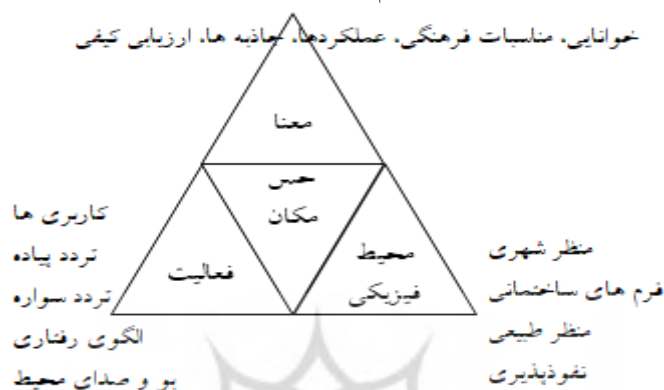 خوانایی، مناسبات فرهنگی، عملکردها، جاذبه ها، ارزیابی کیفی
معنا
حس
مکان
محیط
فیزیکی
فعالیت
منظر شهری
فرم های ساختمانی
منظر طبیعی
نفوذپذیری
کاربری ها
تردد پیاده
تردد سواره
الگوی رفتاری
بو و صدای محیط